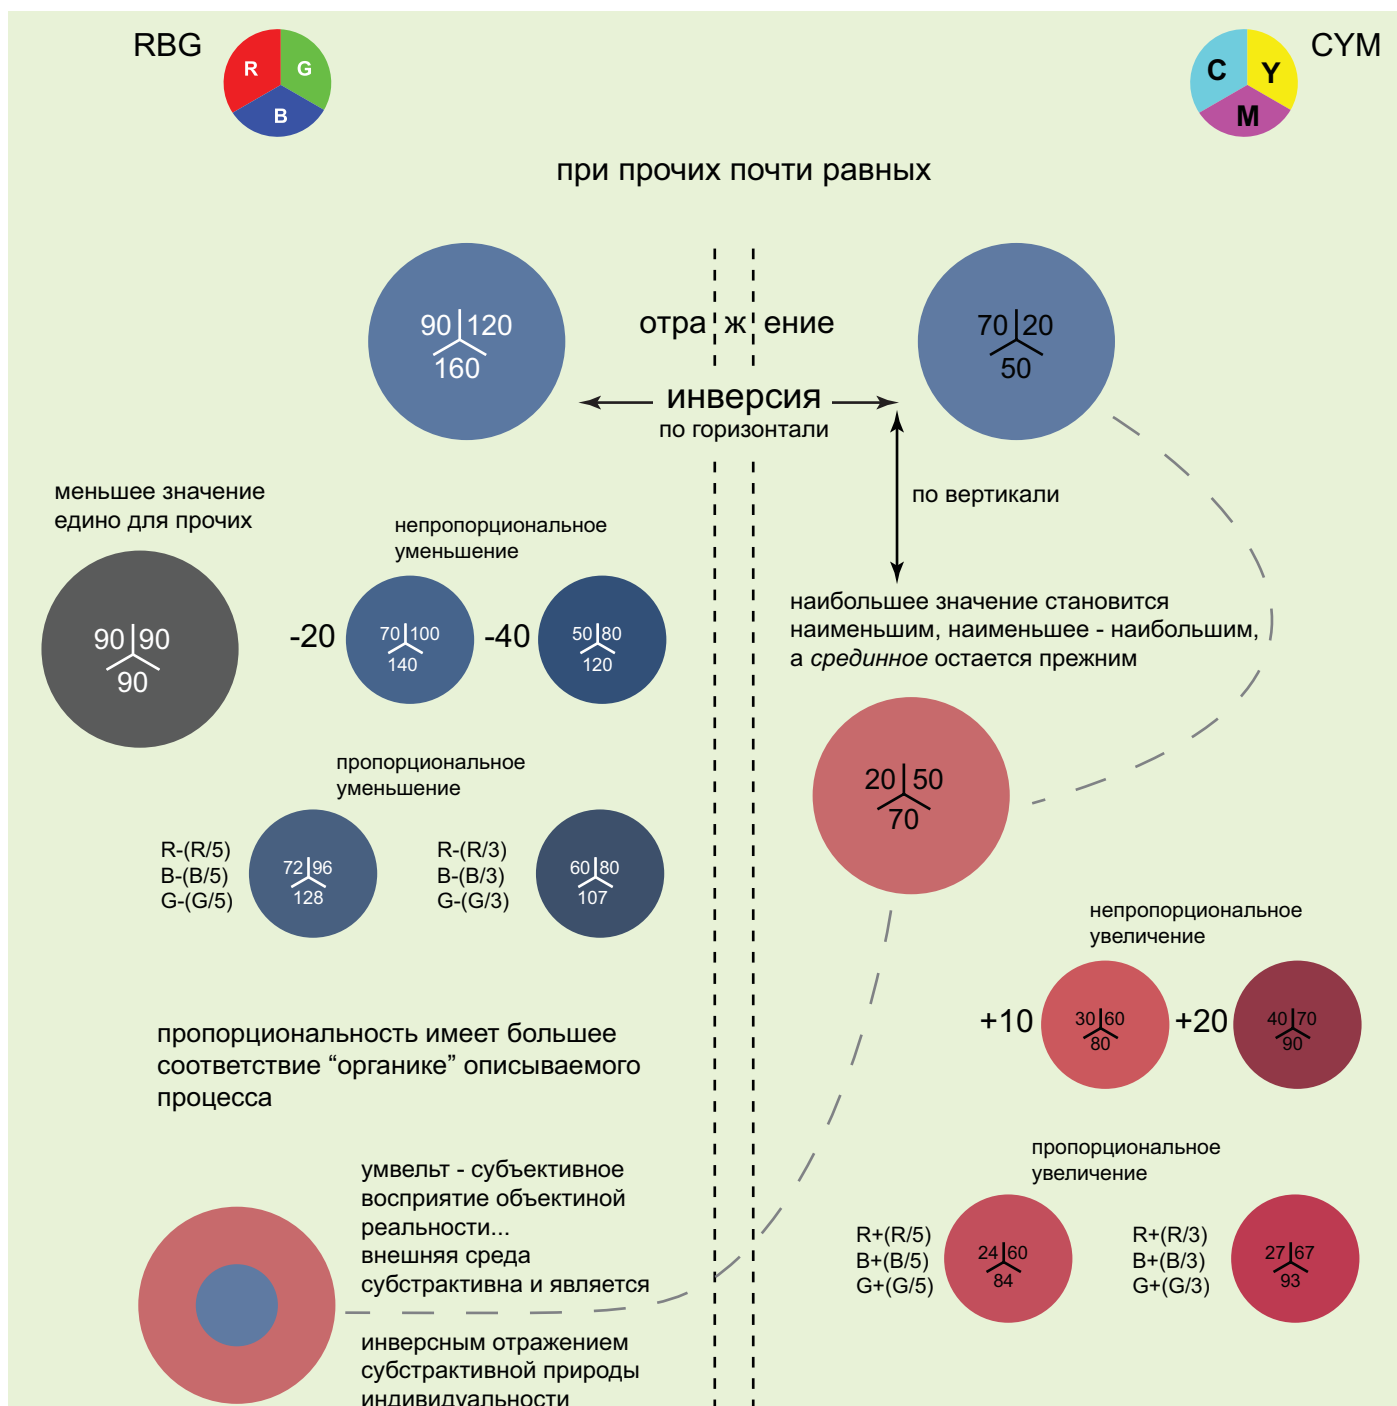 RBG
R G
B
CYM
C Y
M
при прочих почти равных
90 120
160
отра ж ение
70 20
50
инверсия
по горизонтали
по вертикали
меньшее значение
едино для прочих
90 90
90
непропорциональное
уменьшение
-20
70 100
140
-40
50 80
120
наибольшее значение становится
наименьшим, наименьшее - наибольшим,
а срединное остается прежним
20 50
70
пропорциональное
уменьшение
R-(R/5)
B-(B/5)
G-(G/5)
72 96
128
R-(R/3)
B-(B/3)
G-(G/3)
60 80
107
непропорциональное
увеличение
+10
30 60
80
+20
40 70
90
пропорциональность имеет большее
соответствие “органике” описываемого
процесса
пропорциональное
увеличение
R+(R/5)
B+(B/5)
G+(G/5)
24 60
84
R+(R/3)
B+(B/3)
G+(G/3)
27 67
93
умвельт - субъективное
восприятие объектиной
реальности...
внешняя среда
субстрактивна и является
инверсным отражением
субстрактивной природы
индивидуальности